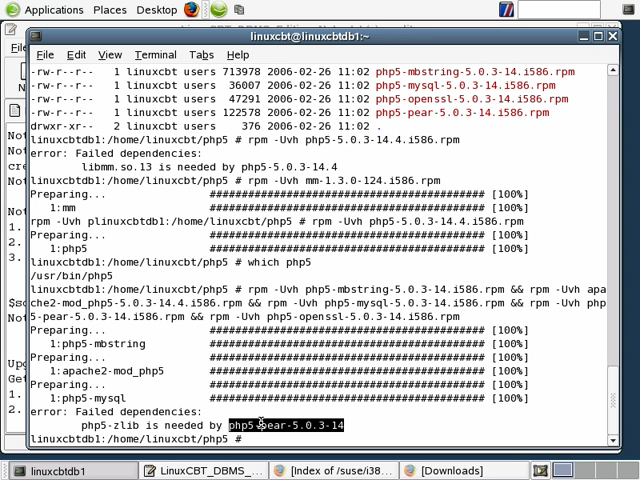 Applications Places Desktop
linuxcbt@linuxcbtdb1:~
File Edit View Terminal Tabs Help
-rw-r--r-- 1 linuxcbt users 713978 2006-02-26 11:02 php5-mbstring-5.0.3-14.i586.rpm
-rw-r--r-- 1 linuxcbt users 36007 2006-02-26 11:02 php5-mysql-5.0.3-14.i586.rpm
-rw-r--r-- 1 linuxcbt users 47291 2006-02-26 11:02 php5-openssl-5.0.3-14.i586.rpm
-rw-r--r-- 1 linuxcbt users 122578 2006-02-26 11:02 php5-pear-5.0.3-14.i586.rpm
drwxr-xr-- 2 linuxcbt users 376 2006-02-26 11:02 .
linuxcbtdb1:/home/linuxcbt/php5 # rpm -Uvh php5-5.0.3-14.4.i586.rpm
error: Failed dependencies:
libmm.so.13 is needed by php5-5.0.3-14.4
linuxcbtdb1:/home/linuxcbt/php5 # rpm -Uvh mm-1.3.0-124.i586.rpm
Preparing... ########################################### [100%]
1:mm ########################################### [100%]
rpm -Uvh plinuxcbtdb1:/home/linuxcbt/php5 # rpm -Uvh php5-5.0.3-14.4.i586.rpm
Preparing... ########################################### [100%]
1:php5 ########################################### [100%]
linuxcbtdb1:/home/linuxcbt/php5 # which php5
/usr/bin/php5
linuxcbtdb1:/home/linuxcbt/php5 # rpm -Uvh php5-mbstring-5.0.3-14.i586.rpm && rpm -Uvh apa
che2-mod_php5-5.0.3-14.4.i586.rpm && rpm -Uvh php5-mysql-5.0.3-14.i586.rpm && rpm -Uvh php
5-pear-5.0.3-14.i586.rpm && rpm -Uvh php5-openssl-5.0.3-14.i586.rpm
Preparing... ########################################### [100%]
1:php5-mbstring ########################################### [100%]
Preparing... ########################################### [100%]
1:apache2-mod_php5 ########################################### [100%]
Preparing... ########################################### [100%]
1:php5-mysql ########################################### [100%]
error: Failed dependencies:
php5-zlib is needed by php5-pear-5.0.3-14
linuxcbtdb1:/home/linuxcbt/php5 #
linuxcbtdb1 LinuxCBT_DBMS_... [Index of /suse/i38... [Downloads]